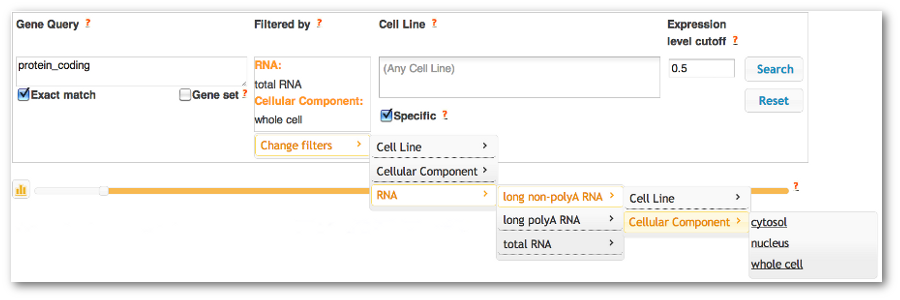 Gene Query ?
Filtered by ?
Cell Line ?
Expression
level cutoff ?
protein_coding
RNA:
total RNA
Cellular Component:
whole cell
(Any Cell Line)
0.5
Search
Reset
Exact match
Gene set ?
Specific ?
Change filters >
Cell Line >
Cellular Component >
RNA >
?
long non-polyA RNA >
long polyA RNA >
total RNA >
Cell Line >
Cellular Component >
cytosol
nucleus
whole cell